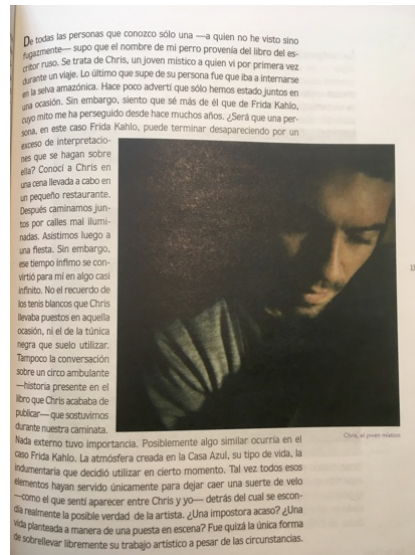 De todas las personas que conozco sólo una —a quien no he visto sino
fugazmente— supo que el nombre de mi perro provenía del libro del es-
critor ruso. Se trata de Chris, un joven místico a quien vi por primera vez
durante un viaje. Lo último que supe de su persona fue que iba a internarse
en la selva amazónica. Hace poco advertí que sólo hemos estado juntos en
una ocasión. Sin embargo, siento que sé más de él que de Frida Kahlo,
cuyo mito me ha perseguido desde hace muchos años. ¿Será que una per-
sona, en este caso Frida Kahlo, puede terminar desapareciendo por un
exceso de interpretacio-
nes que se hagan sobre
ella? Conocí a Chris en
una cena llevada a cabo en
un pequeño restaurante.
Después caminamos jun-
tos por calles mal ilumi-
nadas. Asistimos luego a
una fiesta. Sin embargo,
ese tiempo ínfimo se con-
virtió para mí en algo casi
infinito. No el recuerdo de
los tenis blancos que Chris
llevaba puestos en aquella
ocasión, ni el de la túnica
negra que suelo utilizar.
Tampoco la conversación
sobre un circo ambulante
—historia presente en el
libro que Chris acababa de
publicar— que sostuvimos
durante nuestra caminata.
Chris, el joven místico
Nada externo tuvo importancia. Posiblemente algo similar ocurría en el
caso Frida Kahlo. La atmósfera creada en la Casa Azul, su tipo de vida, la
indumentaria que decidió utilizar en cierto momento. Tal vez todos esos
elementos hayan servido únicamente para dejar caer una suerte de velo
—como el que sentí aparecer entre Chris y yo— detrás del cual se escon-
día realmente la posible verdad de la artista. ¿Una impostora acaso? ¿Una
vida planteada a manera de una puesta en escena? Fue quizá la única forma
de sobrellevar libremente su trabajo artístico a pesar de las circunstancias.